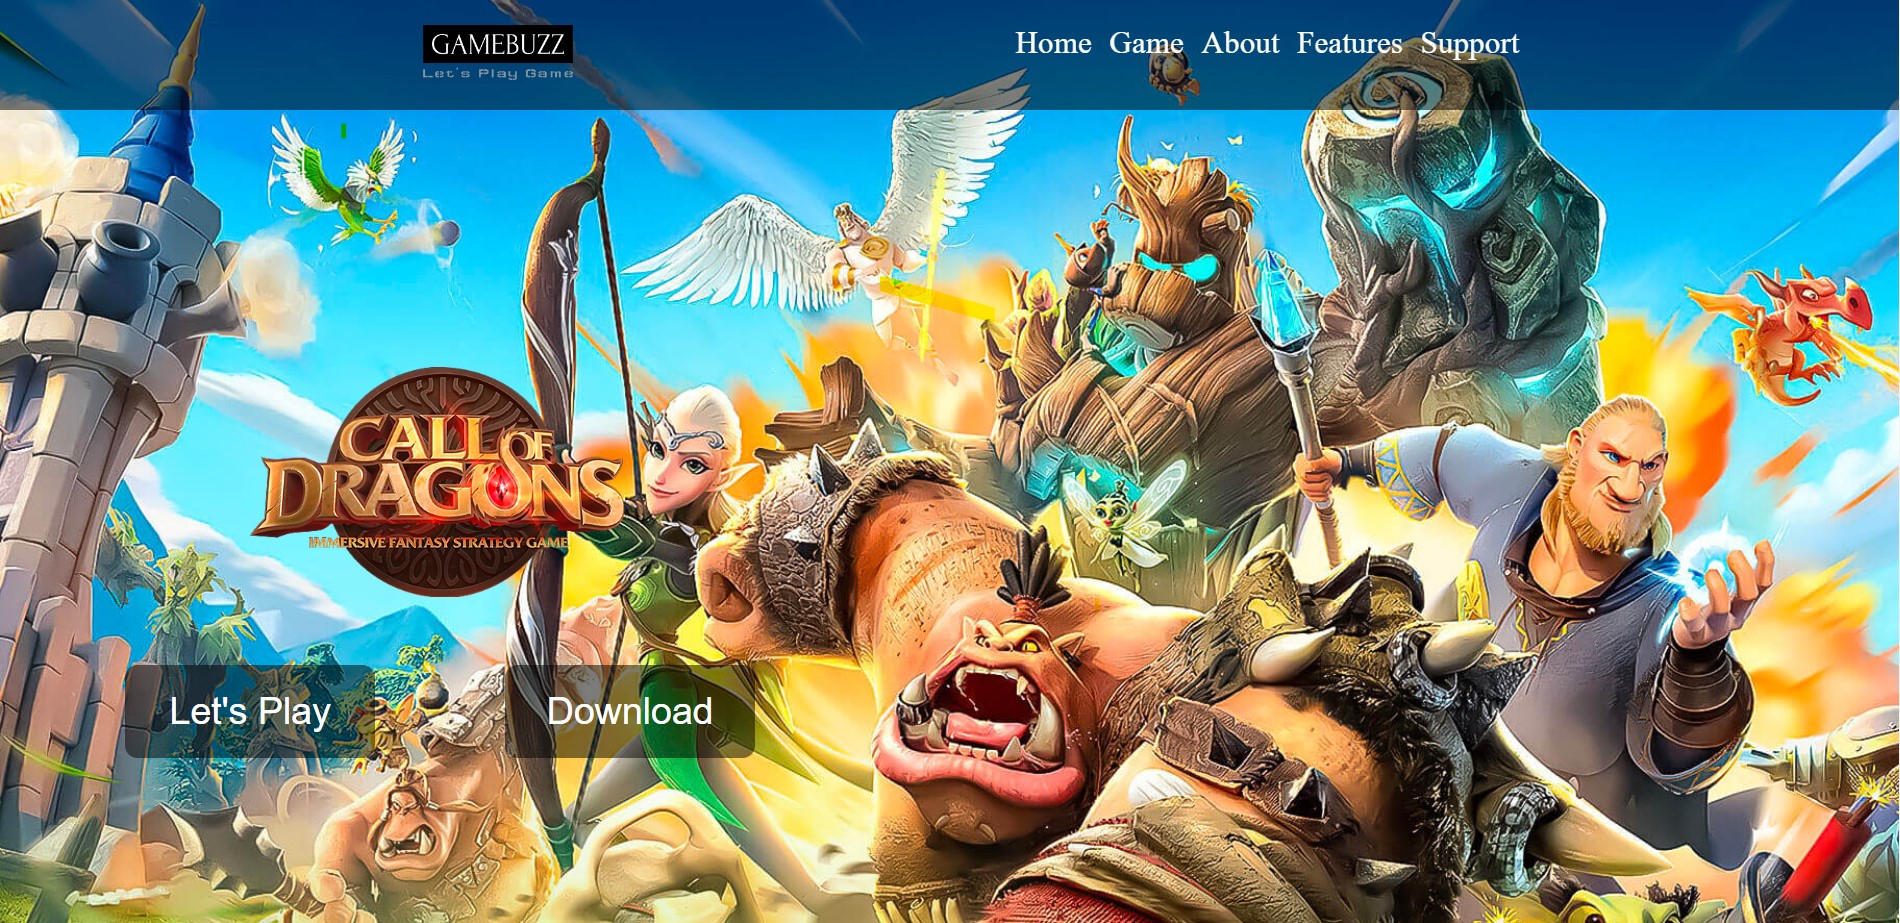 GAMEBUZZ
Let's Play Game
Home Game About Features Support
CALL OF
DRAGONS
IMMERSIVE FANTASY STRATEGY GAME
Let's Play
Download